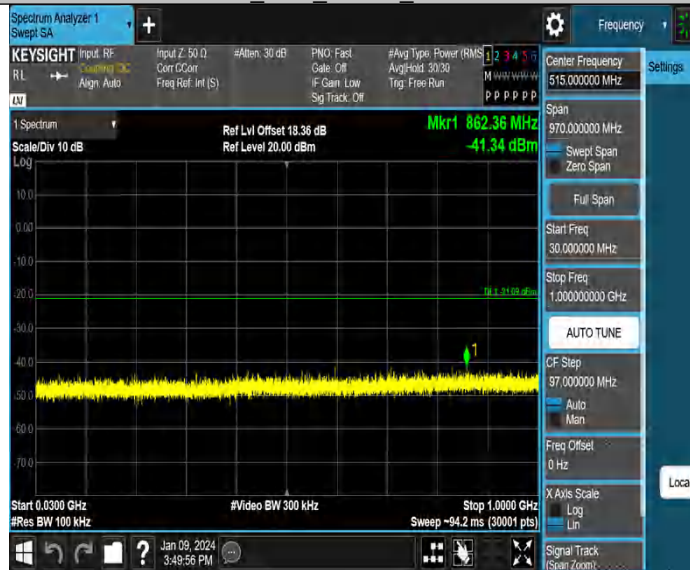 Spectrum Analyzer 1
Swept SA
Frequency
KEYSIGHT
Input: RF
Coupling: DC
Align: Auto
Input Z: 50 Ω
Corr CCorr
Freq Ref: Int (S)
#Atten: 30 dB
PNO: Fast
Gate: Off
IF Gain: Low
Sig Track: Off
#Avg Type: Power (RMS
Avg|Hold: 30/30
Trig: Free Run
1 2 3 4 5 6
M W W W W W
P P P P P P
RL
LXI
1 Spectrum
Scale/Div 10 dB
Ref Lvl Offset 18.36 dB
Ref Level 20.00 dBm
Mkr1 862.36 MHz
-41.34 dBm
Log
10.0
0.00
-10.0
-20.0
-30.0
-40.0
-50.0
-60.0
-70.0
1
Start 0.0300 GHz
#Res BW 100 kHz
#Video BW 300 kHz
Stop 1.0000 GHz
Sweep ~94.2 ms (30001 pts)
Jan 09, 2024
3:49:56 PM
?
Center Frequency
515.000000 MHz
Settings
Span
970.000000 MHz
Swept Span
Zero Span
Full Span
Start Freq
30.000000 MHz
Stop Freq
1.000000000 GHz
AUTO TUNE
CF Step
97.000000 MHz
Auto
Man
Freq Offset
0 Hz
X Axis Scale
Log
Lin
Local
Signal Track
(Span Zoom)